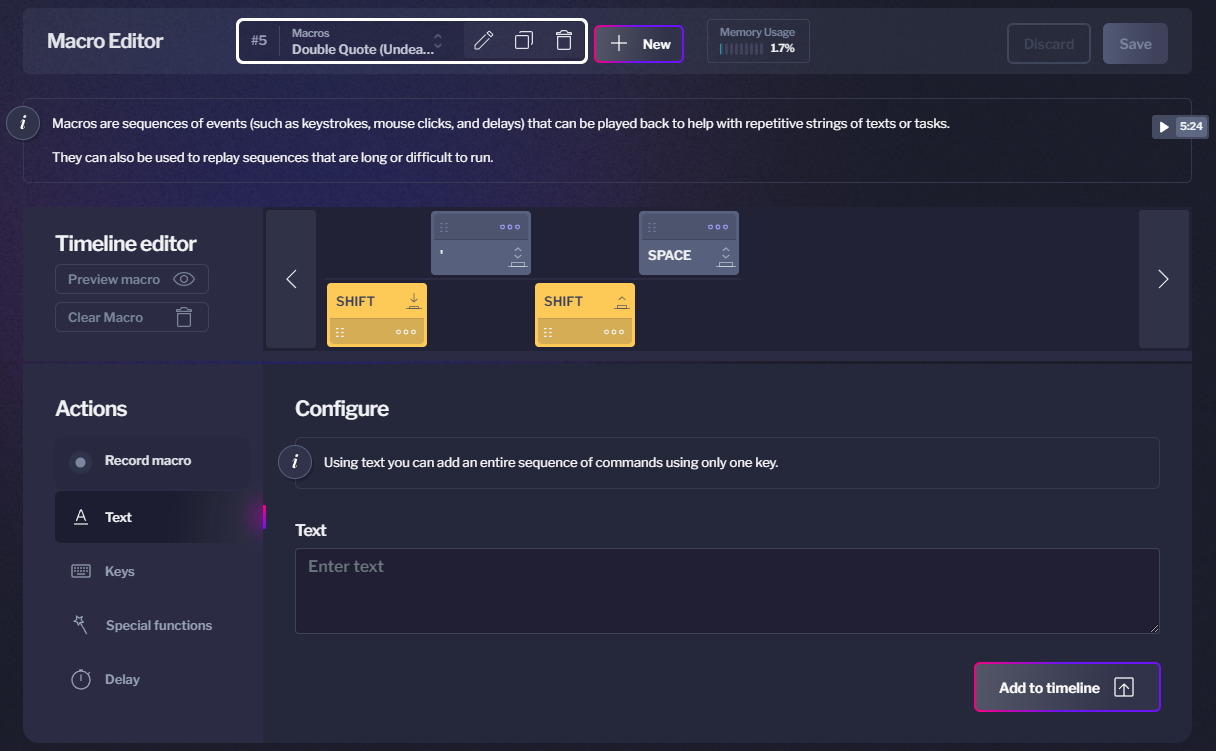 Macro Editor
#5
Macros
Double Quote (Undea...
New
Memory Usage
1.7%
Discard
Save
i
Macros are sequences of events (such as keystrokes, mouse clicks, and delays) that can be played back to help with repetitive strings of texts or tasks.
They can also be used to replay sequences that are long or difficult to run.
5:24
Timeline editor
Preview macro
Clear Macro
'
SPACE
SHIFT
SHIFT
Actions
Record macro
Text
Keys
Special functions
Delay
Configure
i
Using text you can add an entire sequence of commands using only one key.
Text
Enter text
Add to timeline